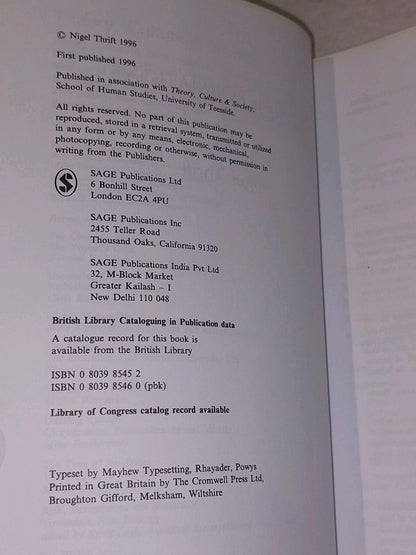 © Nigel Thrift 1996
First published 1996
Published in association with Theory, Culture & Society,
School of Human Studies, University of Teesside.
All rights reserved. No part of this publication may be
reproduced, stored in a retrieval system, transmitted or utilized
in any form or by any means, electronic, mechanical,
photocopying, recording or otherwise, without permission in
writing from the Publishers.
SAGE Publications Ltd
6 Bonhill Street
London EC2A 4PU
SAGE Publications Inc
2455 Teller Road
Thousand Oaks, California 91320
SAGE Publications India Pvt Ltd
32, M-Block Market
Greater Kailash – I
New Delhi 110 048
British Library Cataloguing in Publication data
A catalogue record for this book is
available from the British Library
ISBN 0 8039 8545 2
ISBN 0 8039 8546 0 (pbk)
Library of Congress catalog record available
Typeset by Mayhew Typesetting, Rhayader, Powys
Printed in Great Britain by The Cromwell Press Ltd,
Broughton Gifford, Melksham, Wiltshire